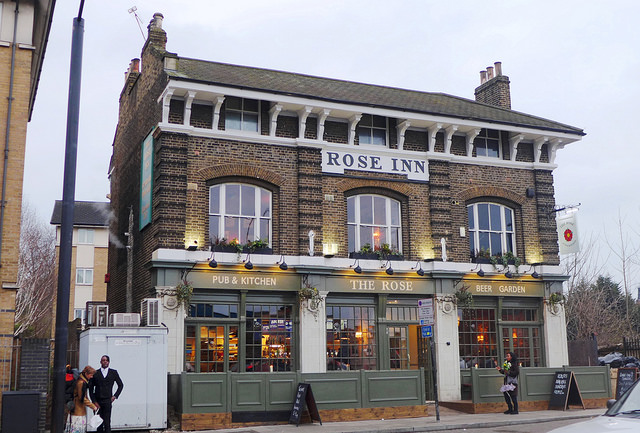 ROSE INN
PUB & KITCHEN
THE ROSE
BEER GARDEN